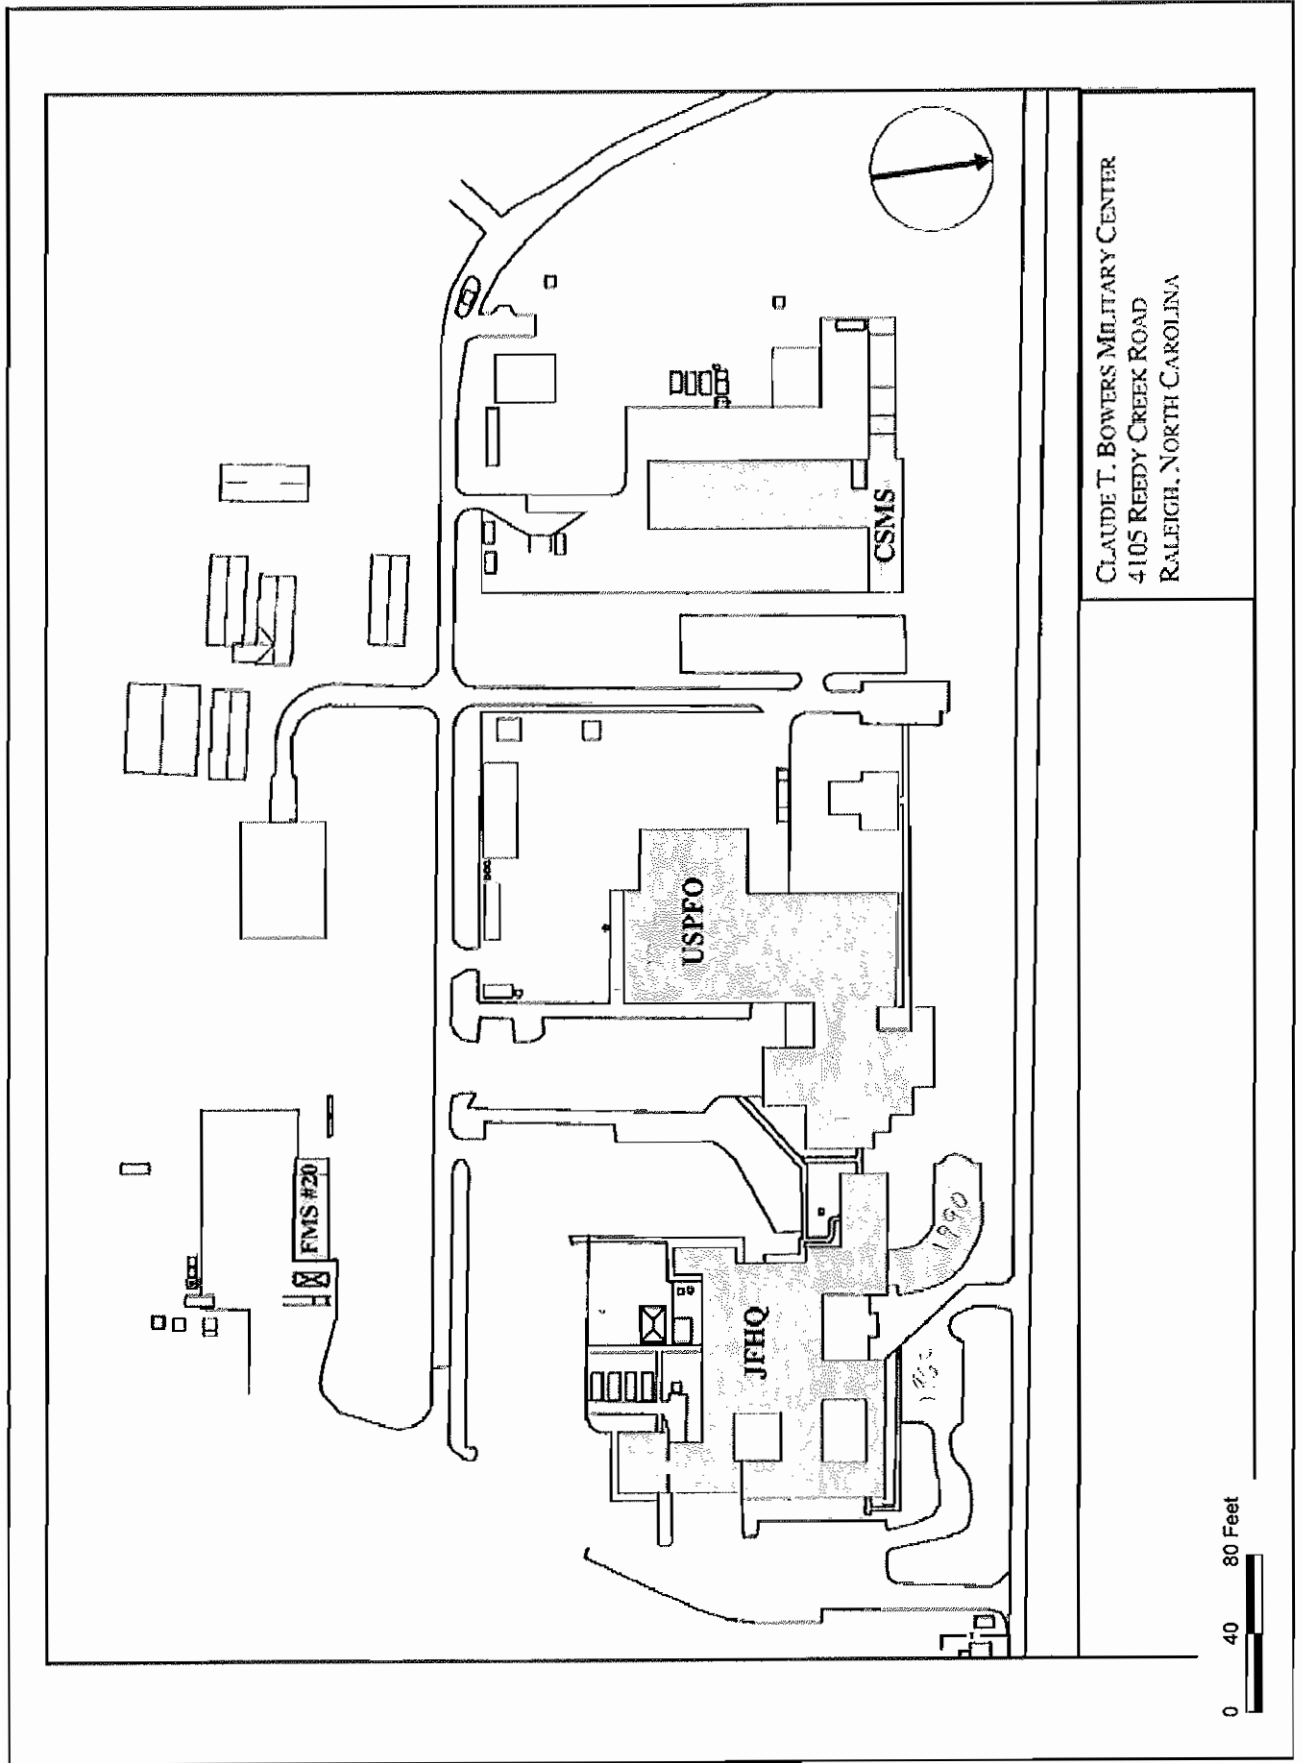 FMS #20
USPFO
JFHQ
CSMS
1990
CLAUDE T. BOWERS MILITARY CENTER
4105 REEDY CREEK ROAD
RALEIGH, NORTH CAROLINA
0 40 80 Feet